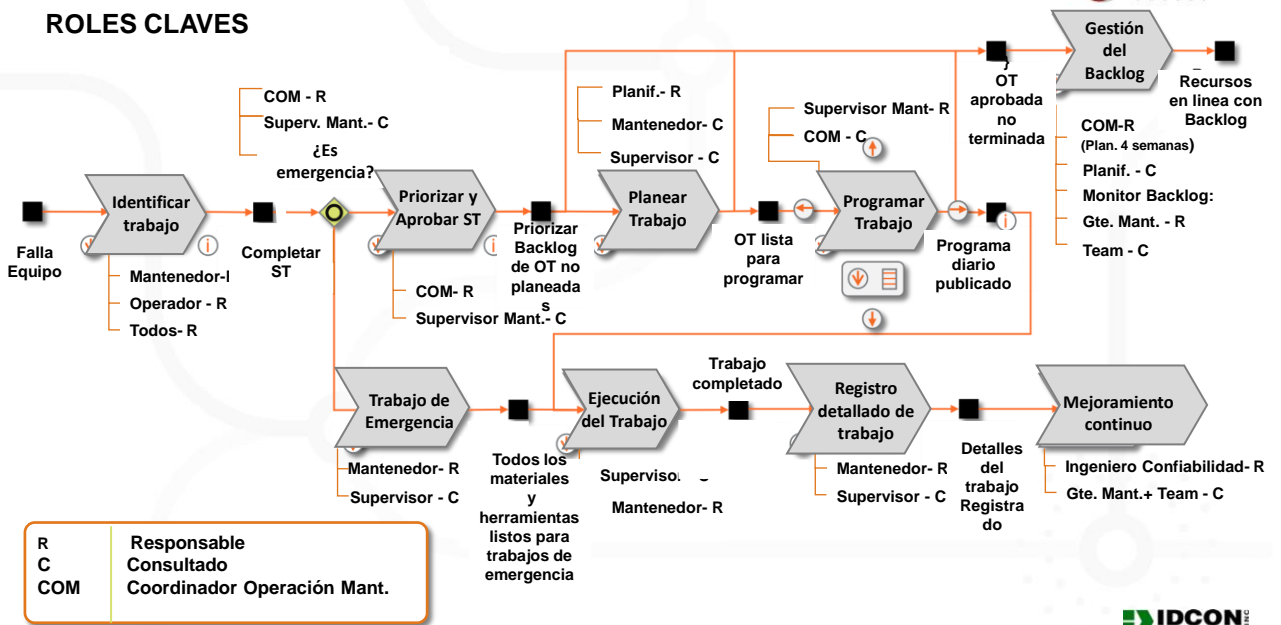 ROLES CLAVES
COM - R
Superv. Mant.- C
¿Es
emergencia?
Planif.- R
Mantenedor- C
Supervisor - C
Supervisor Mant- R
COM - C
OT
aprobada
no
terminada
Gestión
del
Backlog
Recursos
en linea con
Backlog
COM-R
(Plan. 4 semanas)
Planif. - C
Monitor Backlog:
Gte. Mant. - R
Team - C
Falla
Equipo
Identificar
trabajo
Mantenedor-I
Operador - R
Todos- R
Completar
ST
Priorizar y
Aprobar ST
COM- R
Supervisor Mant.- C
Priorizar
Backlog
de OT no
planeada
s
Planear
Trabajo
OT lista
para
programar
Programar
Trabajo
Programa
diario
publicado
Trabajo de
Emergencia
Mantenedor- R
Supervisor - C
Todos los
materiales
y
herramientas
listos para
trabajos de
emergencia
Ejecución
del Trabajo
Mantenedor- R
Trabajo
completado
Registro
detallado de
trabajo
Mantenedor- R
Supervisor - C
Detalles
del
trabajo
Registra
do
Mejoramiento
continuo
Ingeniero Confiabilidad- R
Gte. Mant.+ Team - C
R Responsable
C Consultado
COM Coordinador Operación Mant.
IDCON INC